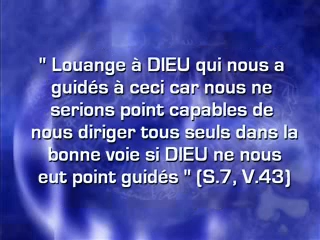 " Louange à DIEU qui nous a
guidés à ceci car nous ne
serions point capables de
nous diriger tous seuls dans la
bonne voie si DIEU ne nous
eut point guidés " (S.7, V.43)